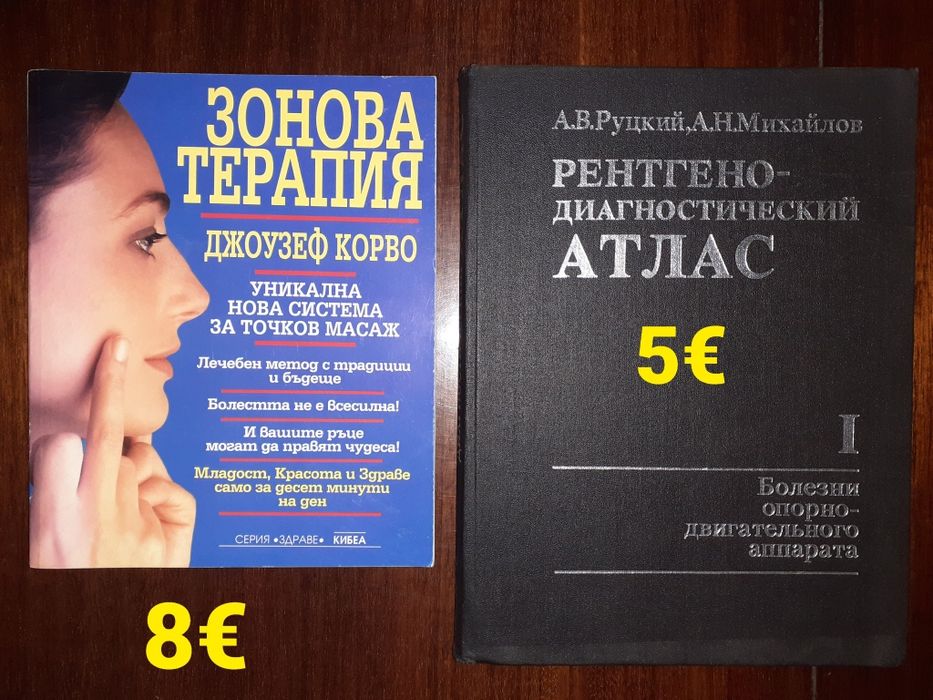 ЗОНОВА
ТЕРАПИЯ
ДЖОУЗЕФ КОРВО
УНИКАЛНА
НОВА СИСТЕМА
ЗА ТОЧКОВ МАСАЖ
Лечебен метод с традиции
и бъдеще
Болестта не е всесилна!
И вашите ръце
могат да правят чудеса!
Младост, Красота и Здраве
само за десет минути
на ден
СЕРИЯ •ЗДРАВЕ• КИБЕА
8€
А.В.Руцкий, А.Н.Михайлов
РЕНТГЕНО-
ДИАГНОСТИЧЕСКИЙ
АТЛАС
5€
I
Болезни
опорно-
двигательного
аппарата